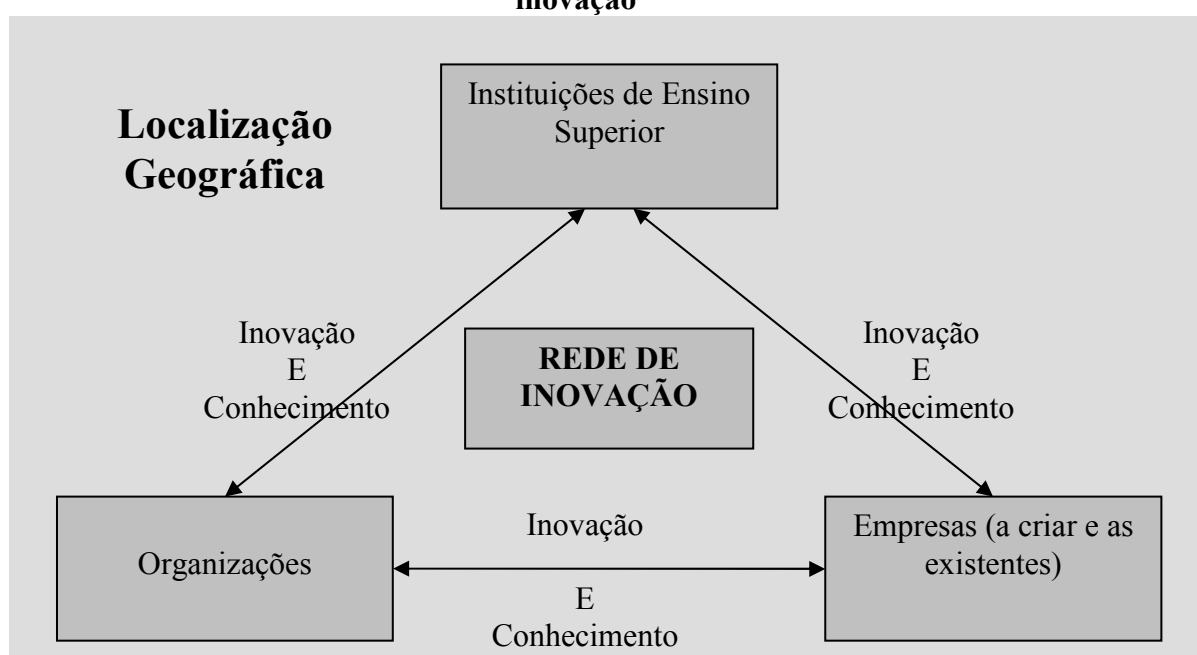 Inovação
Instituições de Ensino
Superior
Localização
Geográfica
Inovação
E
Conhecimento
REDE DE
INOVAÇÃO
Inovação
E
Conhecimento
Organizações
Inovação
E
Conhecimento
Empresas (a criar e as
existentes)